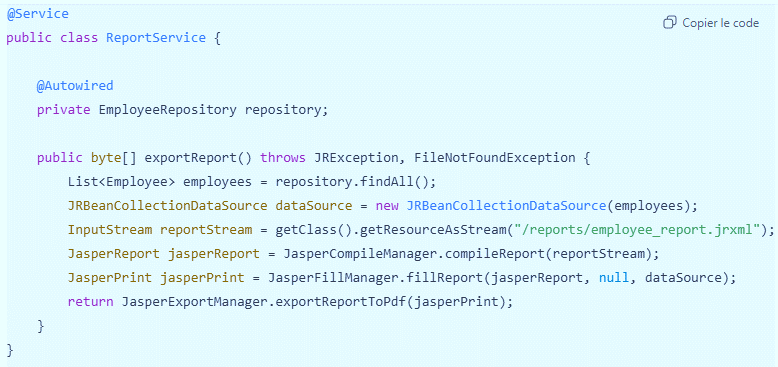 @Service
Copier le code
public class ReportService {
@Autowired
private EmployeeRepository repository;
public byte[] exportReport() throws JRException, FileNotFoundException {
List<Employee> employees = repository.findAll();
JRBeanCollectionDataSource dataSource = new JRBeanCollectionDataSource(employees);
InputStream reportStream = getClass().getResourceAsStream("/reports/employee_report.jrxml");
JasperReport jasperReport = JasperCompileManager.compileReport(reportStream);
JasperPrint jasperPrint = JasperFillManager.fillReport(jasperReport, null, dataSource);
return JasperExportManager.exportReportToPdf(jasperPrint);
}
}